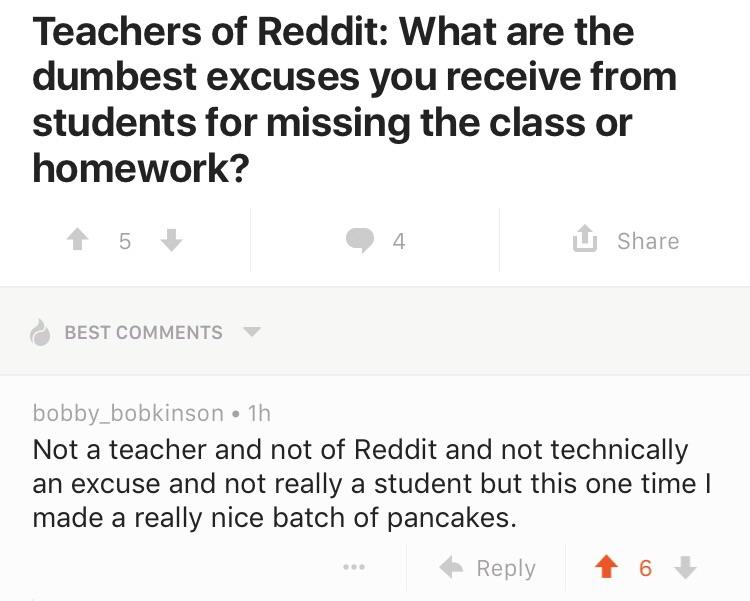 Teachers of Reddit: What are the
dumbest excuses you receive from
students for missing the class or
homework?
5
4
Share
BEST COMMENTS
bobby_bobkinson • 1h
Not a teacher and not of Reddit and not technically
an excuse and not really a student but this one time I
made a really nice batch of pancakes.
Reply
6